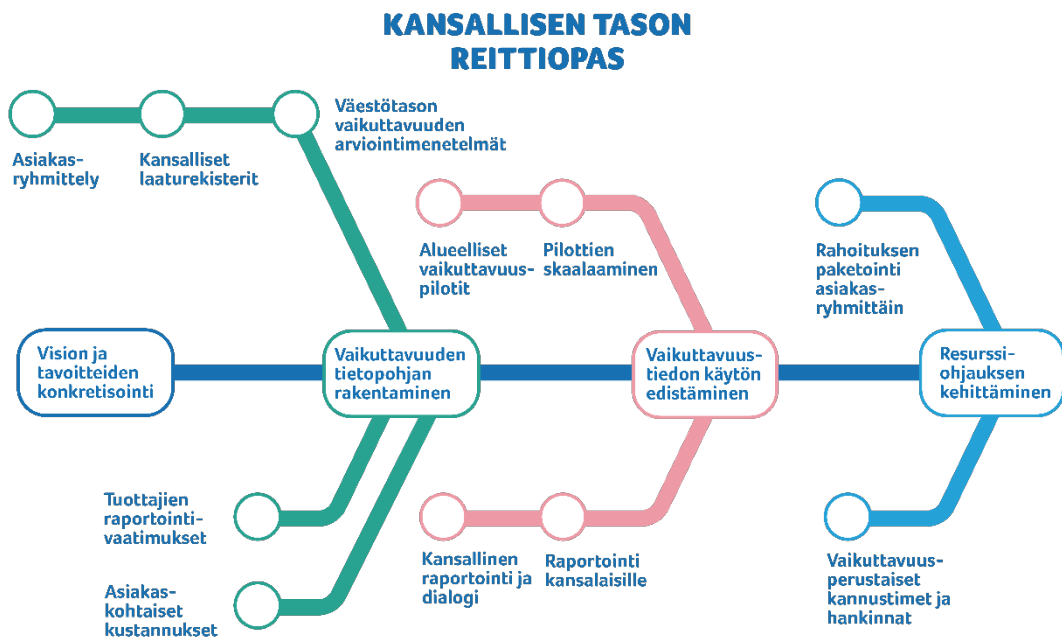 KANSALLISEN TASON
REITTIOPAS
Väestötason
vaikuttavuuden
arviointimenetelmät
Asiakas-
ryhmittely
Kansalliset
laaturekisterit
Alueelliset
vaikuttavuus-
pilotit
Pilottien
skaalaaminen
Rahoituksen
paketointi
asiakas-
ryhmittäin
Vision ja
tavoitteiden
konkretisointi
Vaikuttavuuden
tietopohjan
rakentaminen
Vaikuttavuus-
tiedon käytön
edistäminen
Resurssi-
ohjauksen
kehittäminen
Tuottajien
raportointi-
vaatimukset
Asiakas-
kohtaiset
kustannukset
Kansallinen
raportointi ja
dialogi
Raportointi
kansalaisille
Vaikuttavuus-
perustaiset
kannustimet ja
hankinnat